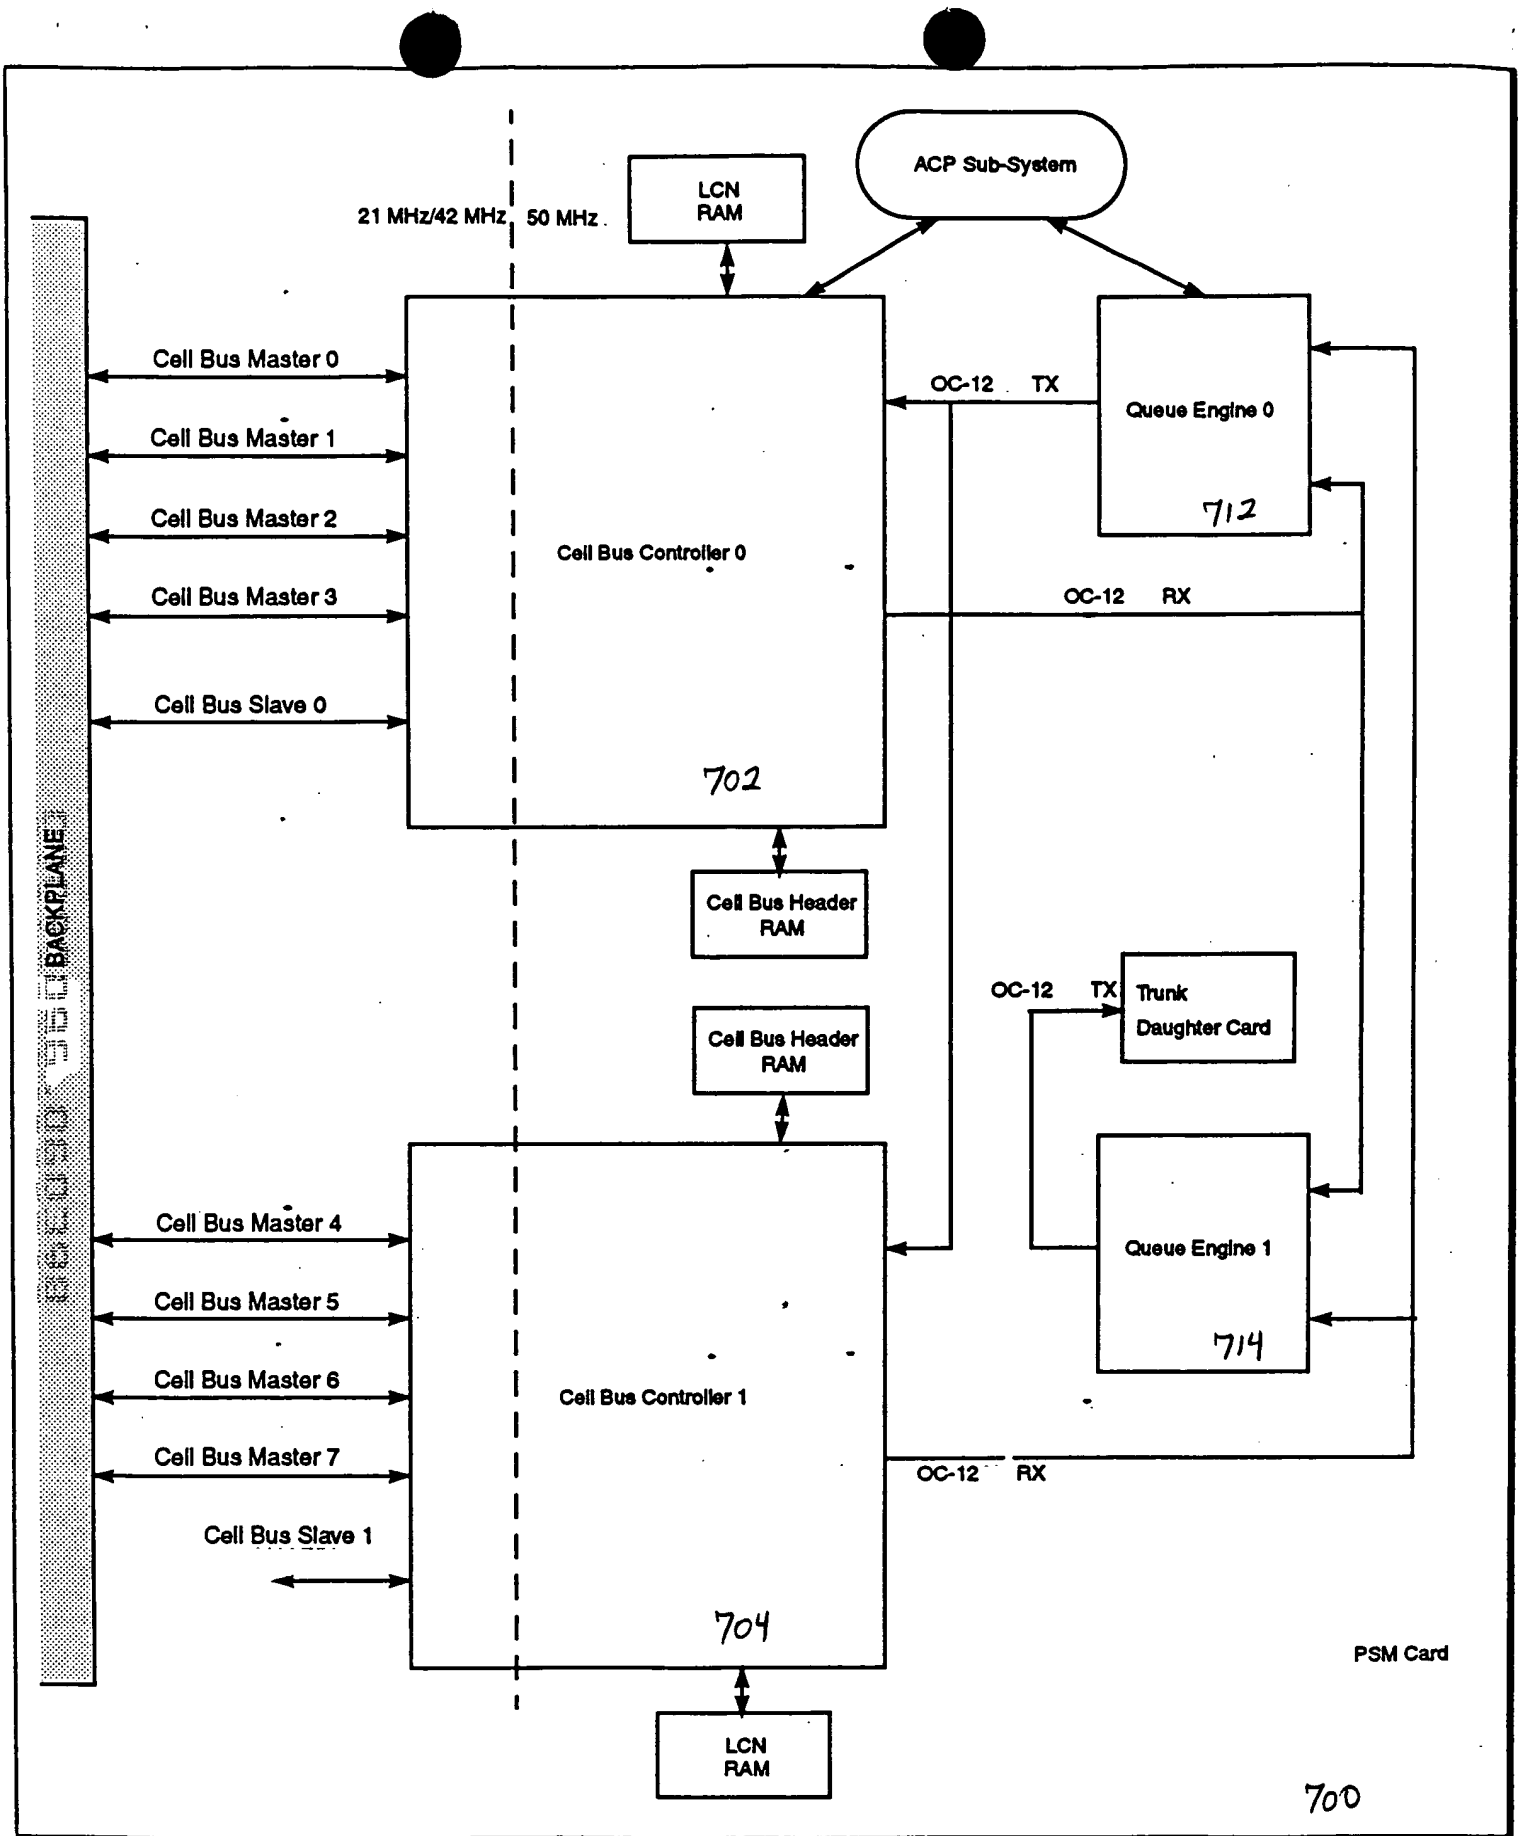 ACP Sub-System
LCN
RAM
21 MHz/42 MHz
50 MHz
Cell Bus Master 0
OC-12 TX
Queue Engine 0
Cell Bus Master 1
712
Cell Bus Master 2
Cell Bus Controller 0
Cell Bus Master 3
OC-12 RX
Cell Bus Slave 0
702
BACKPLANE
Cell Bus Header
RAM
OC-12 TX
Trunk
Daughter Card
Cell Bus Header
RAM
Cell Bus Master 4
Queue Engine 1
Cell Bus Master 5
714
Cell Bus Master 6
Cell Bus Controller 1
Cell Bus Master 7
OC-12 RX
Cell Bus Slave 1
704
PSM Card
LCN
RAM
700